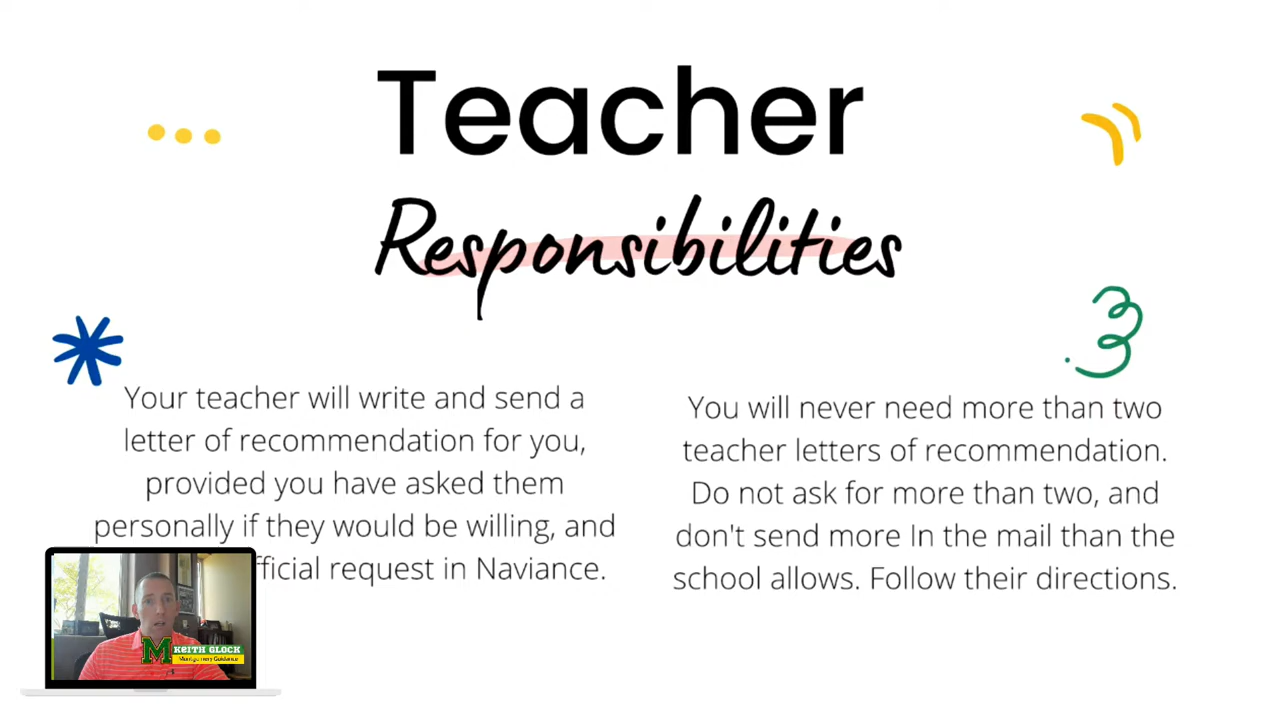 Teacher
Responsibilities
Your teacher will write and send a
letter of recommendation for you,
provided you have asked them
personally if they would be willing, and
fficial request in Naviance.
You will never need more than two
teacher letters of recommendation.
Do not ask for more than two, and
don't send more In the mail than the
school allows. Follow their directions.
M KEITH GLOCK
Montgomery Guidance